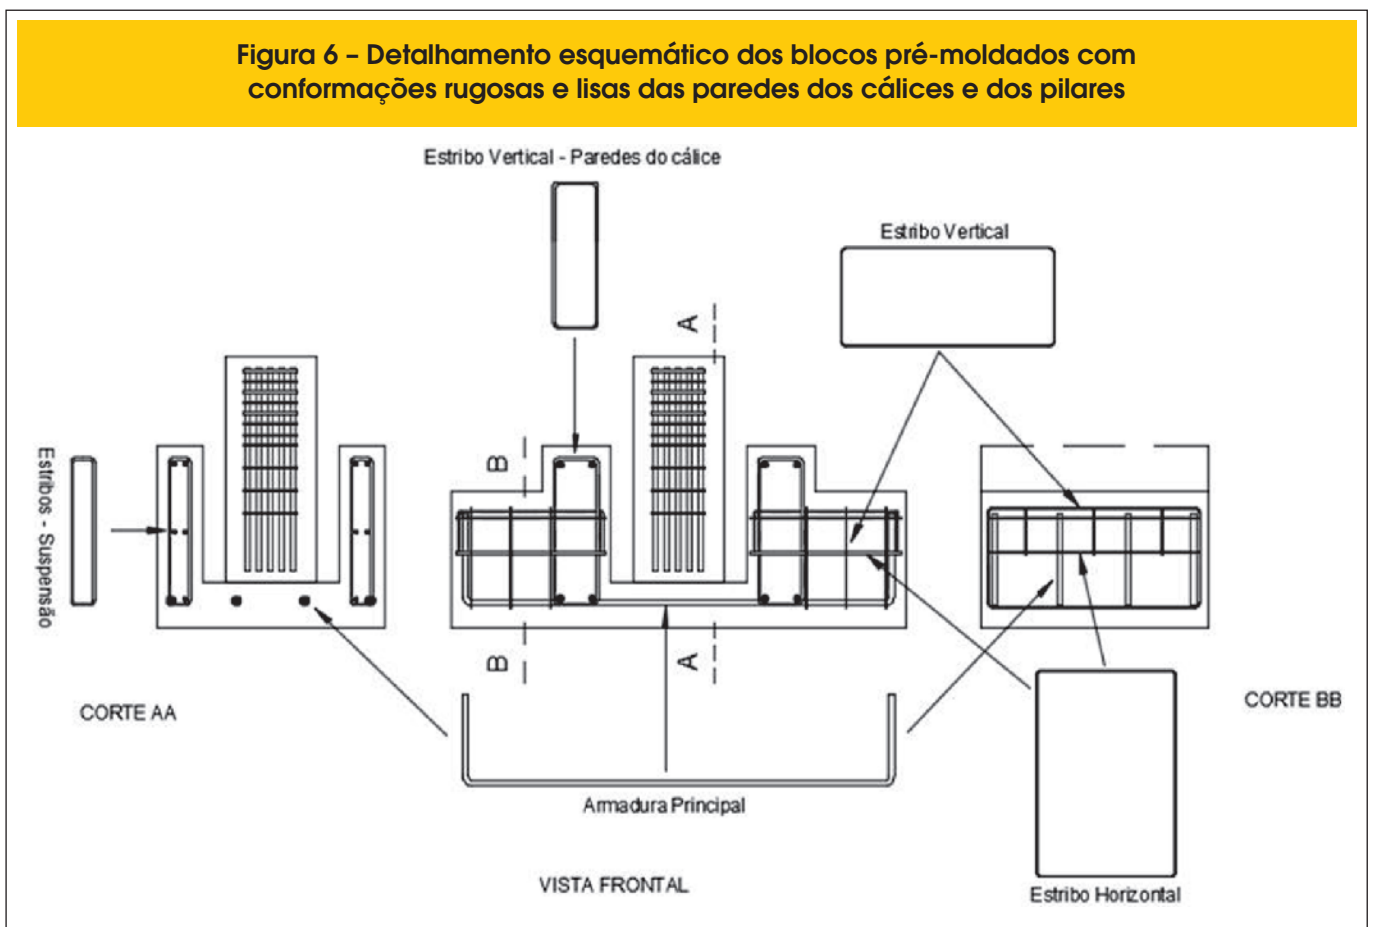 Figura 6 – Detalhamento esquemático dos blocos pré-moldados com
conformações rugosas e lisas das paredes dos cálices e dos pilares
Estribo Vertical - Paredes do cálice
Estribo Vertical
A
B
Estribos - Suspensão
B
A
CORTE AA
CORTE BB
Armadura Principal
VISTA FRONTAL
Estribo Horizontal